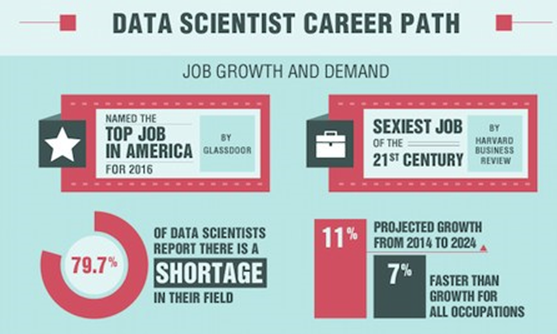 DATA SCIENTIST CAREER PATH
JOB GROWTH AND DEMAND
NAMED THE
TOP JOB
IN AMERICA
FOR 2016
BY
GLASSDOOR
SEXIEST JOB
OF THE
21ST CENTURY
BY
HARVARD
BUSINESS
REVIEW
79.7%
OF DATA SCIENTISTS
REPORT THERE IS A
SHORTAGE
IN THEIR FIELD
11%
PROJECTED GROWTH
FROM 2014 TO 2024
7%
FASTER THAN
GROWTH FOR
ALL OCCUPATIONS